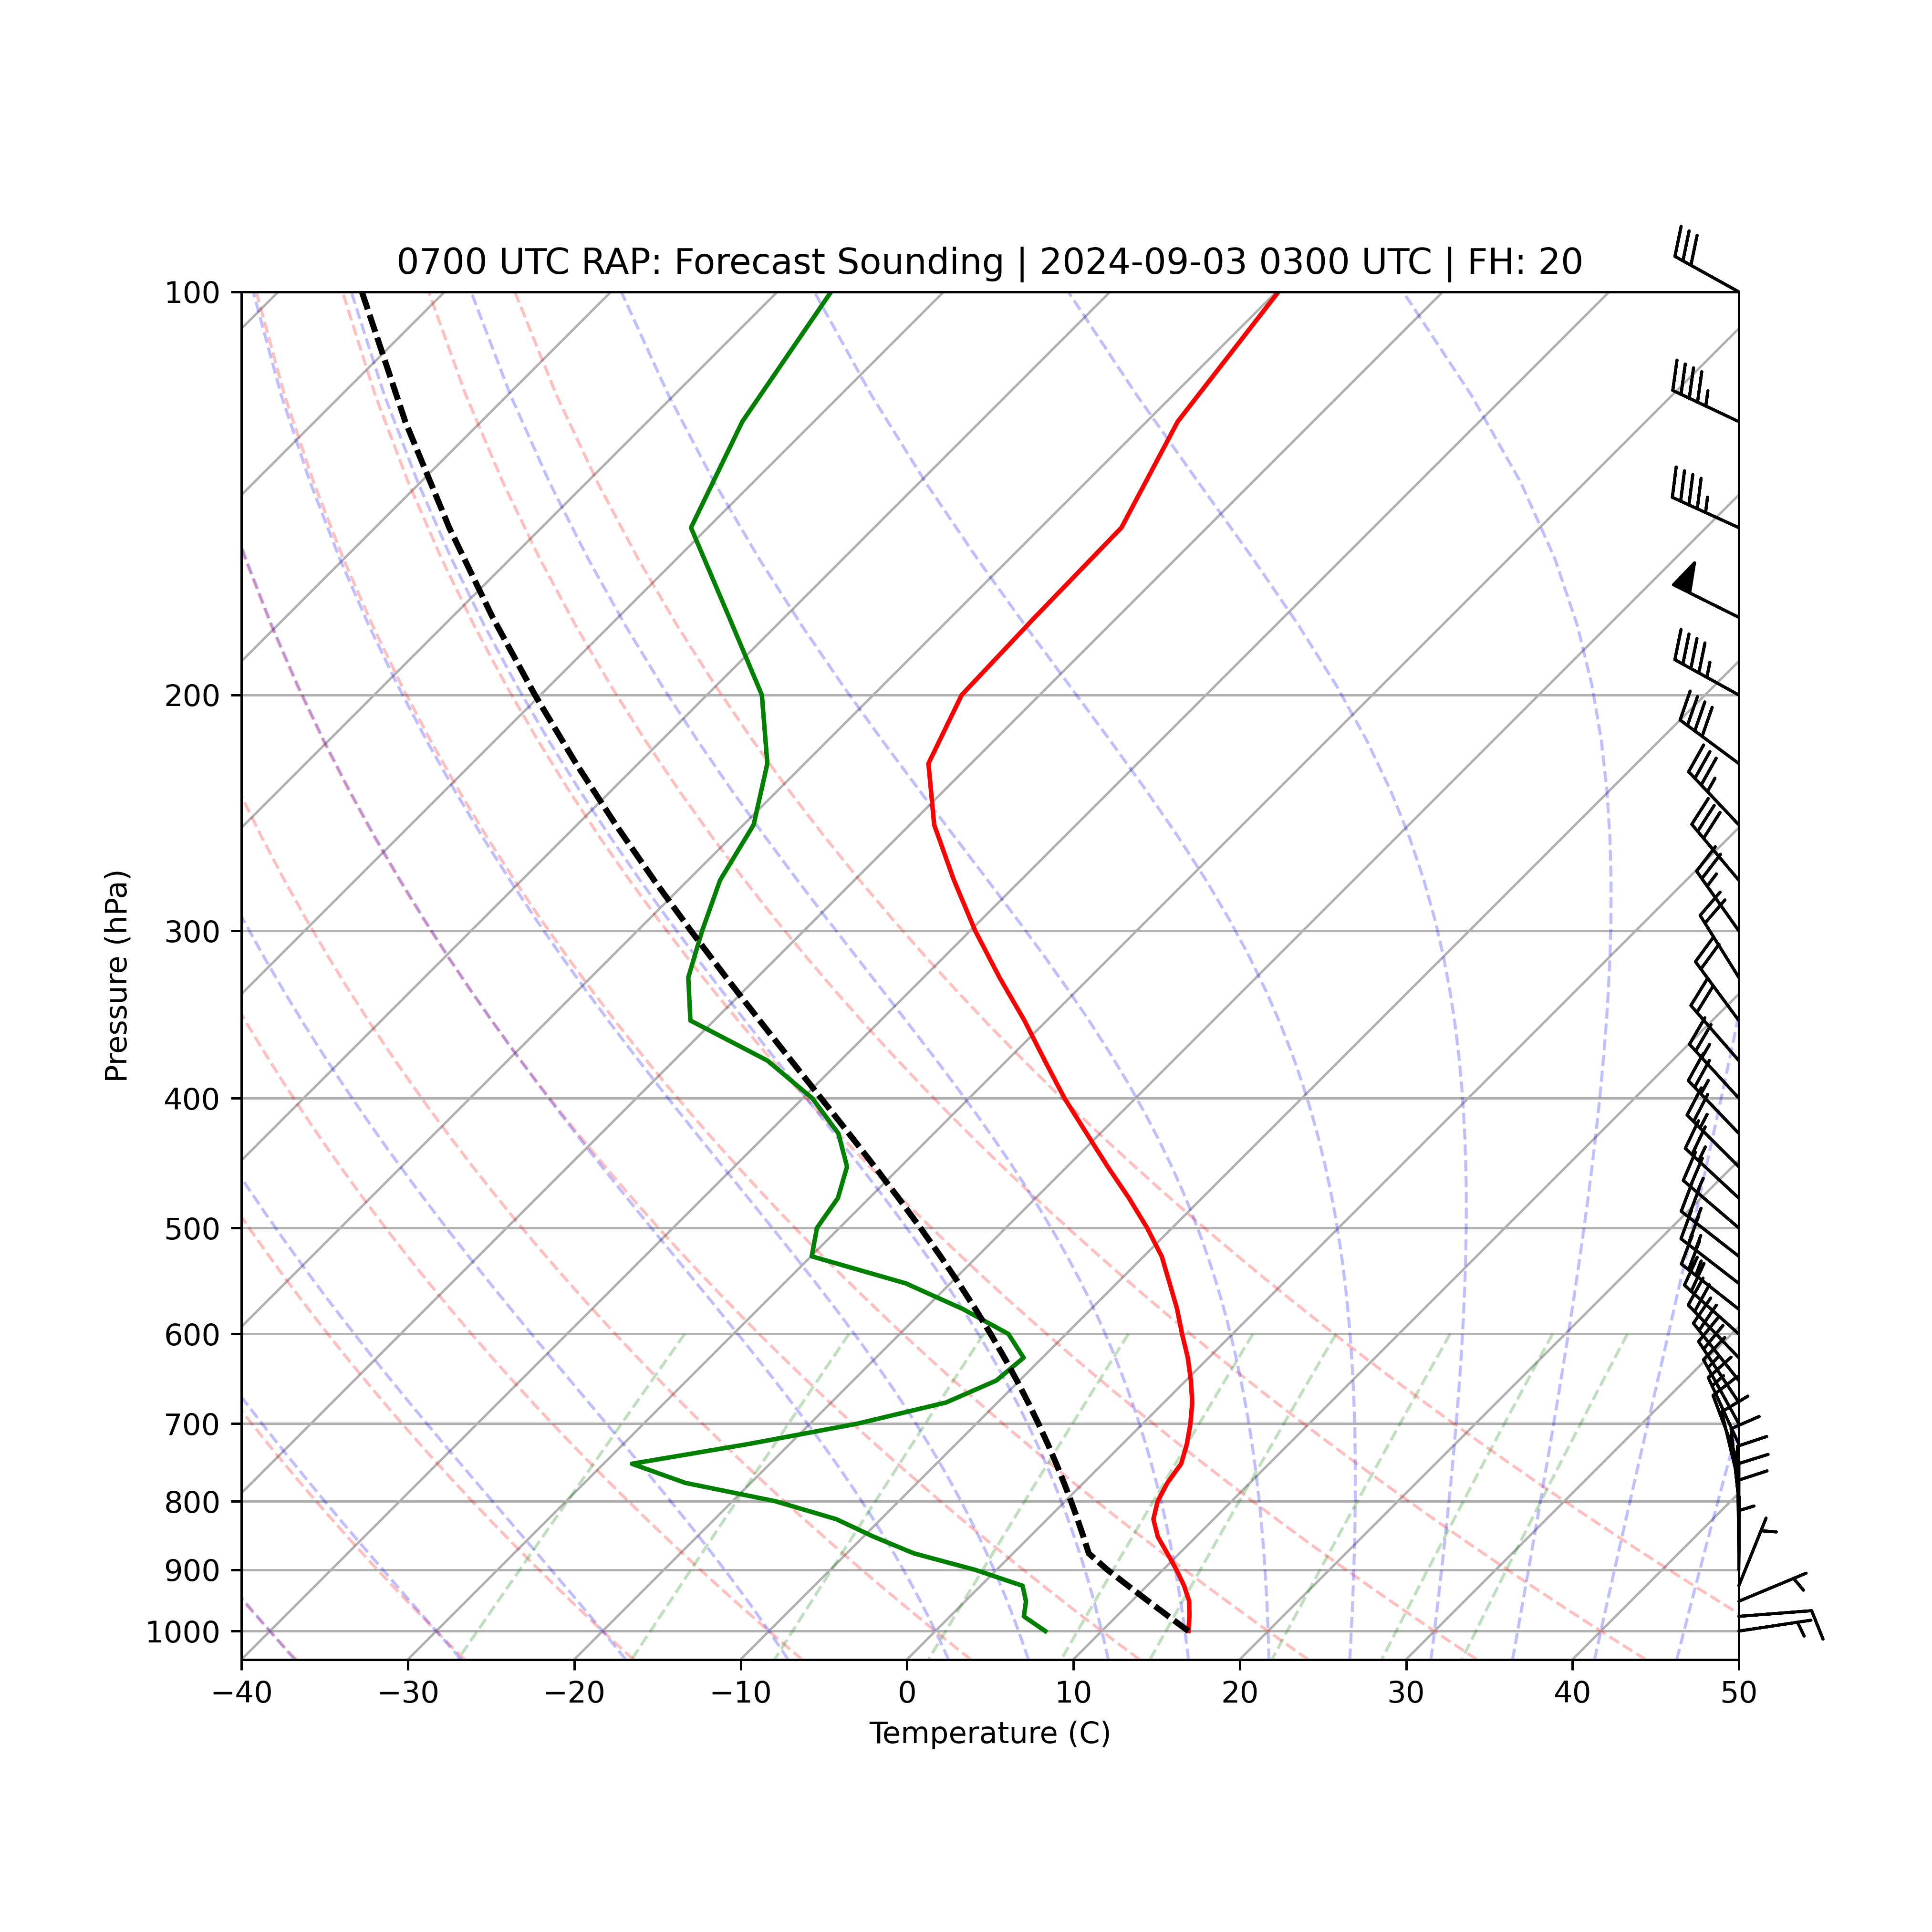 0700 UTC RAP: Forecast Sounding | 2024-09-03 0300 UTC | FH: 20
100
200
300
400
500
600
700
800
900
1000
Pressure (hPa)
−40 −30 −20 −10 0 10 20 30 40 50
Temperature (C)